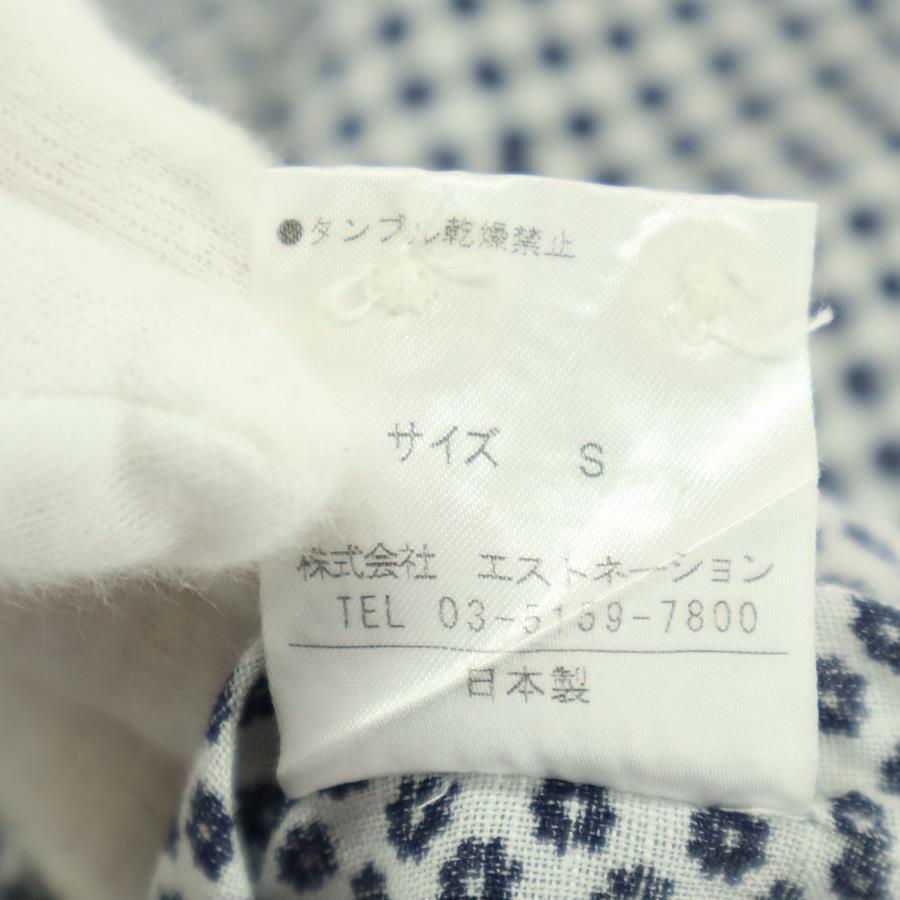 ●タンブル乾燥禁止
サイズ S
株式会社 エストネーション
TEL 03-5159-7800
日本製